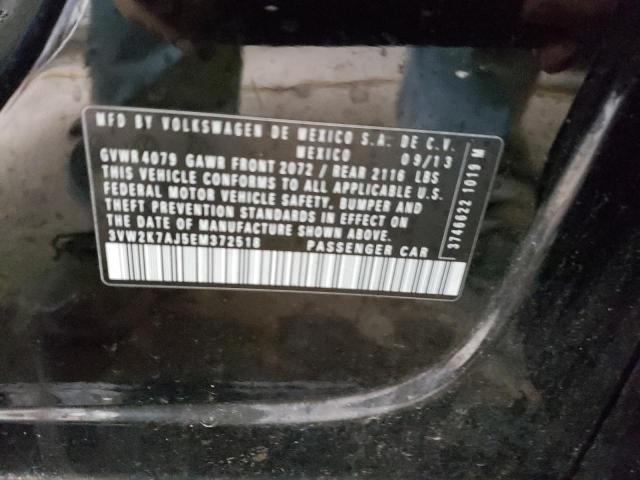 MFD BY VOLKSWAGEN DE MEXICO S.A. DE C.V.
MEXICO 09/13
GVWR 4079 GAWR FRONT 2072 / REAR 2116 LBS
THIS VEHICLE CONFORMS TO ALL APPLICABLE U.S.
FEDERAL MOTOR VEHICLE SAFETY, BUMPER AND
THEFT PREVENTION STANDARDS IN EFFECT ON
THE DATE OF MANUFACTURE SHOWN ABOVE.
3VW2K7AJ5EM372518 PASSENGER CAR
3746622 1019 M